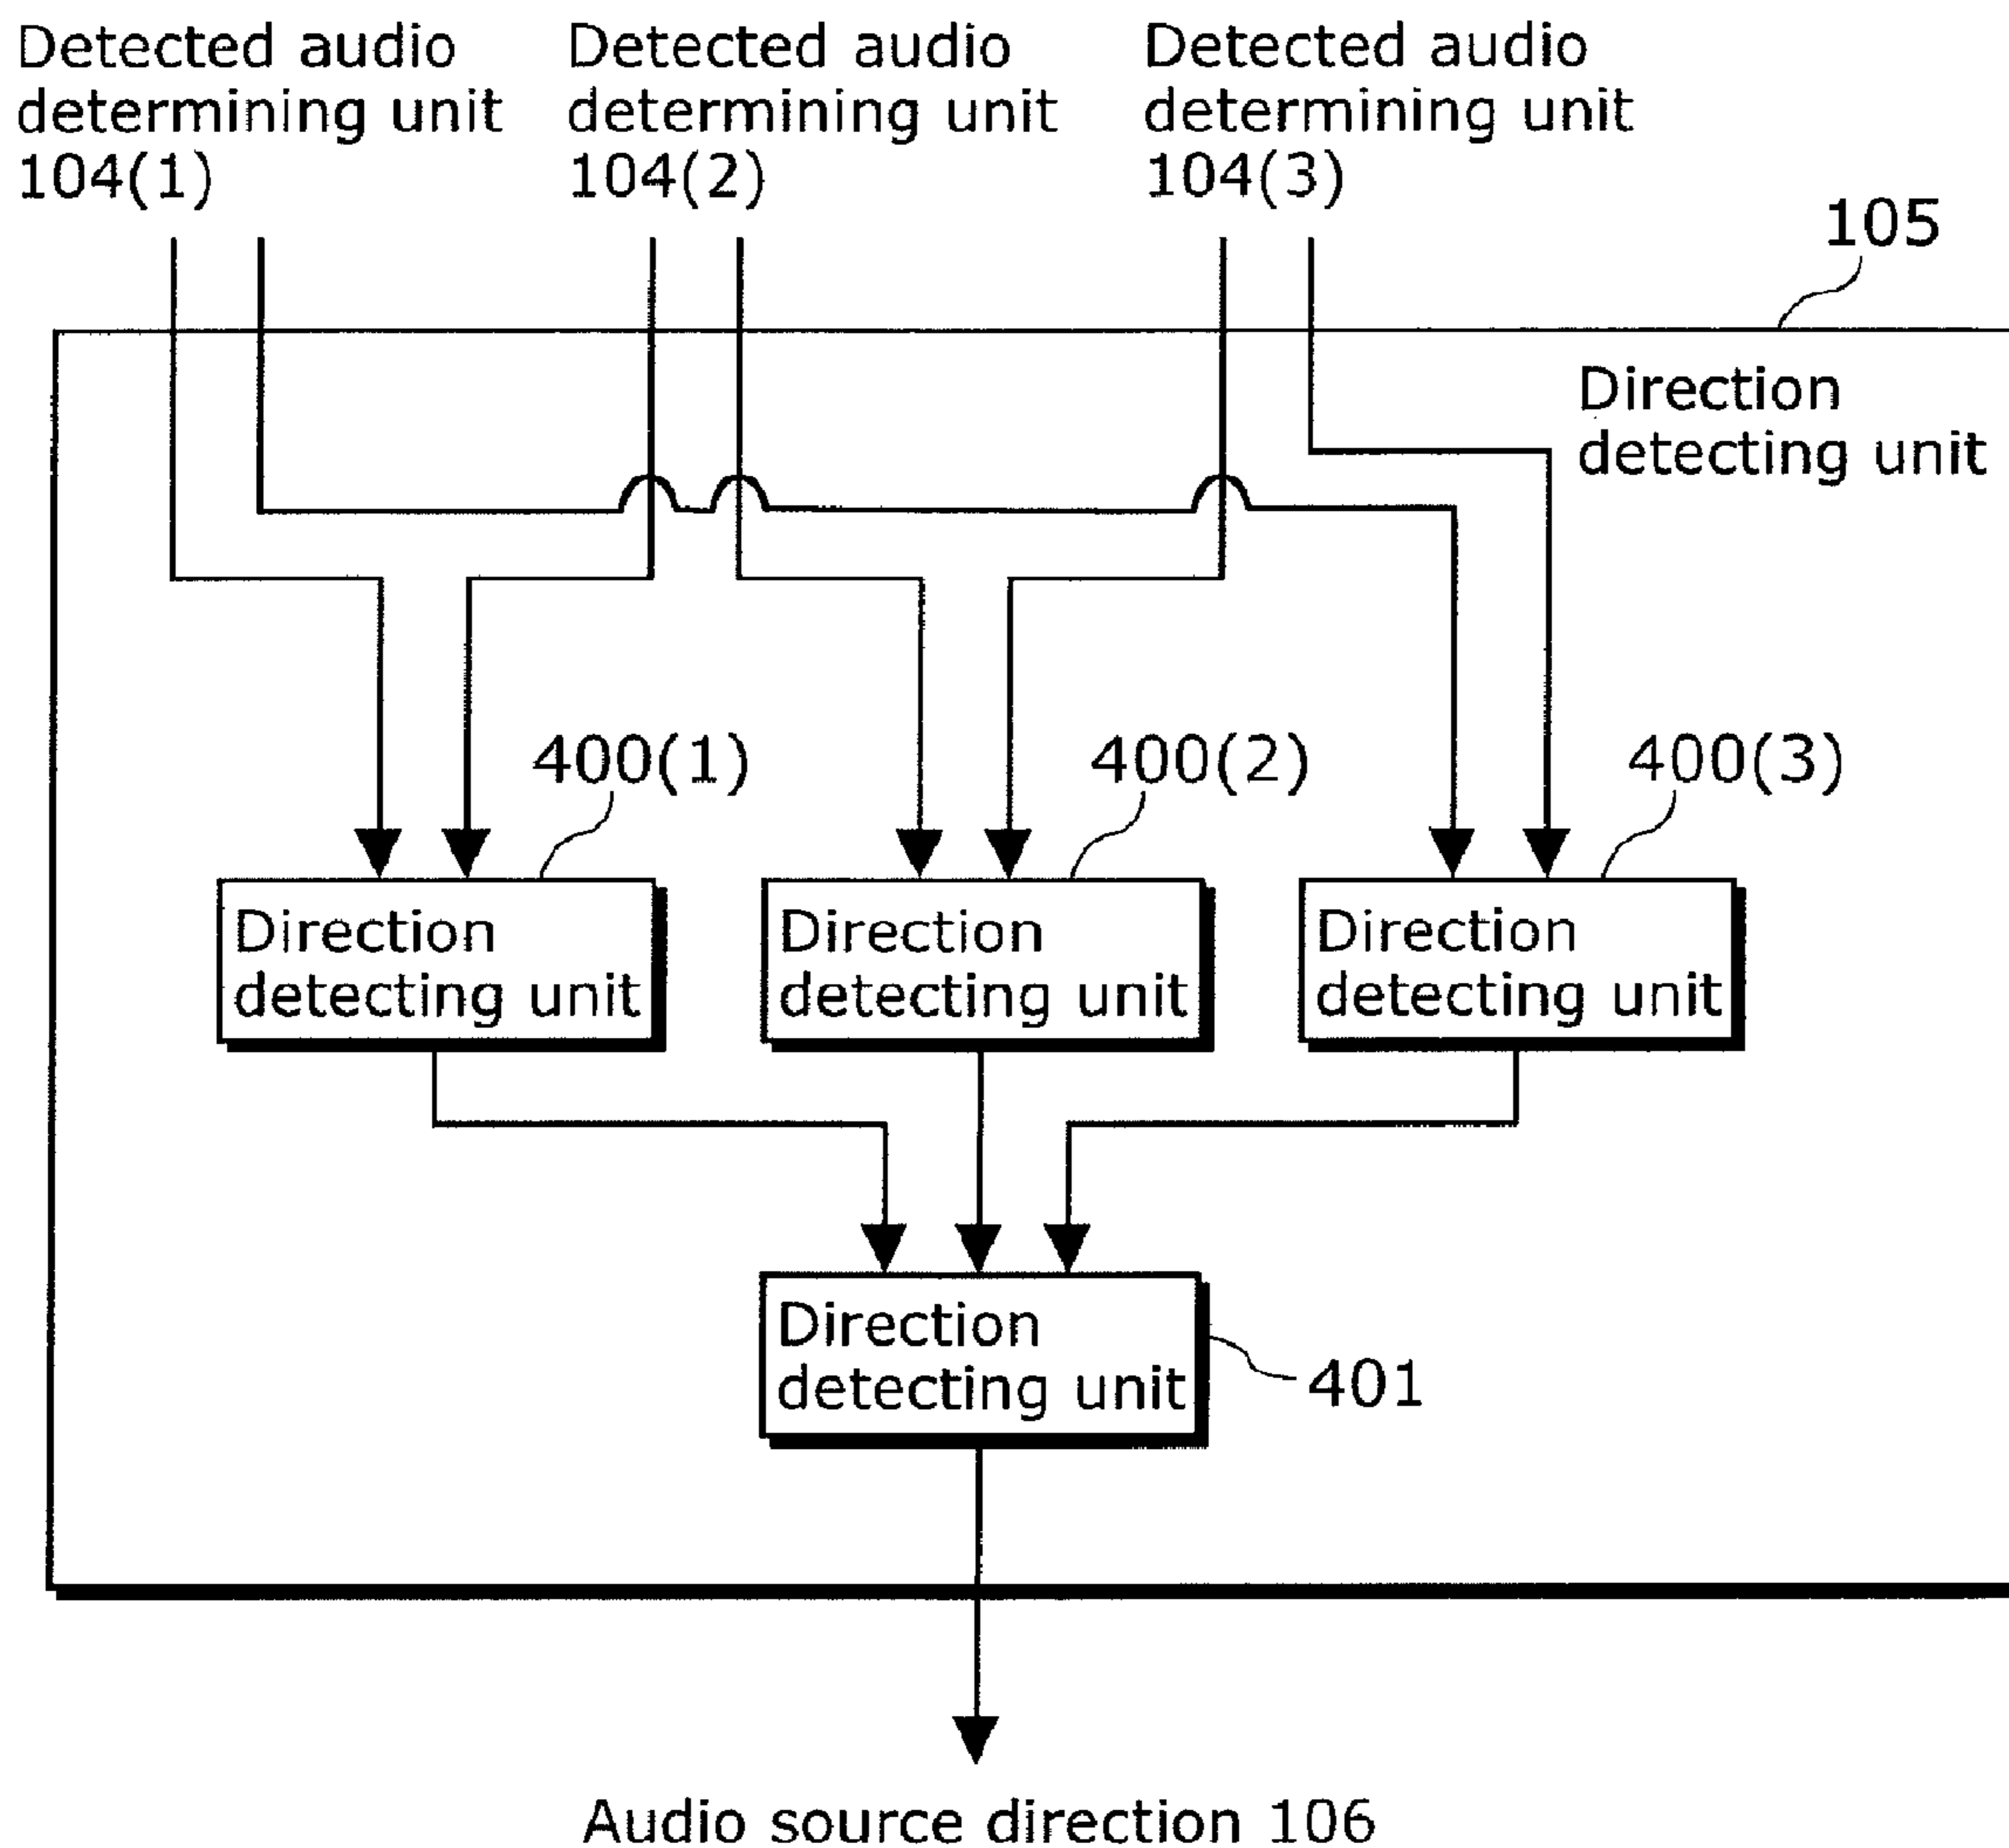 Detected audio
determining unit
104(1)
Detected audio
determining unit
104(2)
Detected audio
determining unit
104(3)
105
Direction
detecting unit
400(1)
400(2)
400(3)
Direction
detecting unit
Direction
detecting unit
Direction
detecting unit
Direction
detecting unit
401
Audio source direction 106